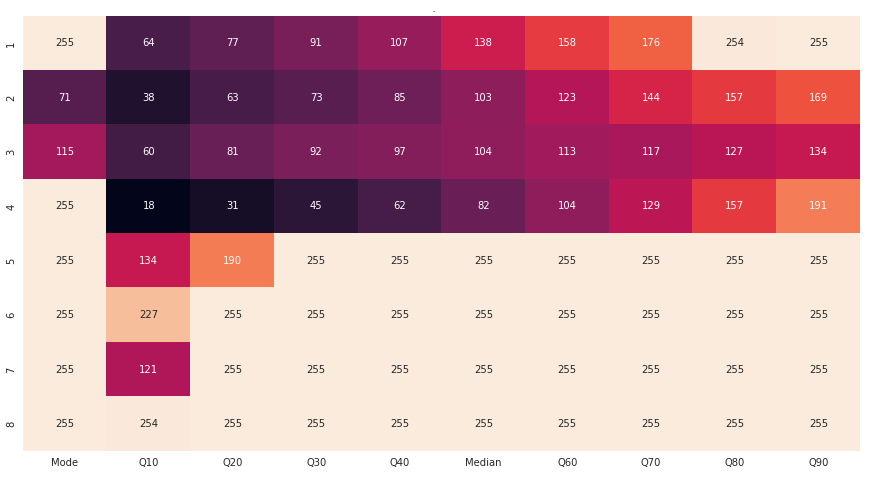 .
1 255 64 77 91 107 138 158 176 254 255
2 71 38 63 73 85 103 123 144 157 169
3 115 60 81 92 97 104 113 117 127 134
4 255 18 31 45 62 82 104 129 157 191
5 255 134 190 255 255 255 255 255 255 255
6 255 227 255 255 255 255 255 255 255 255
7 255 121 255 255 255 255 255 255 255 255
8 255 254 255 255 255 255 255 255 255 255
Mode Q10 Q20 Q30 Q40 Median Q60 Q70 Q80 Q90